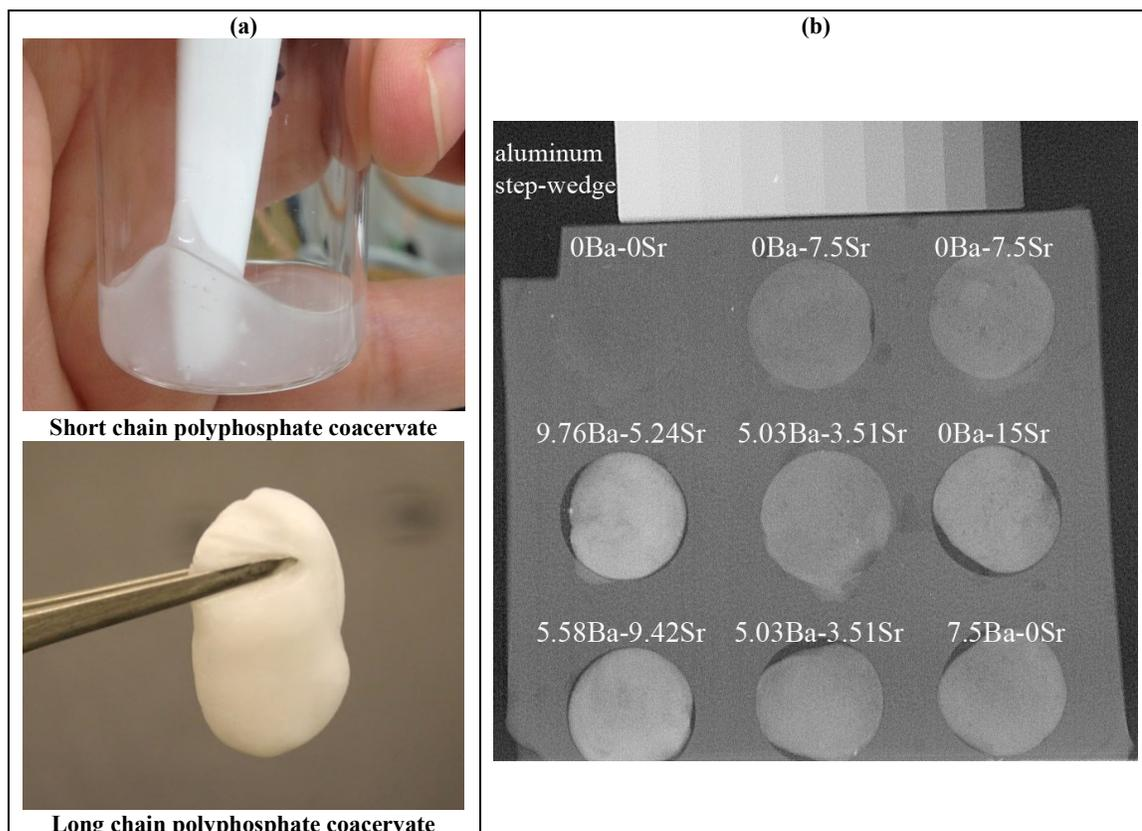 (a)
Short chain polyphosphate coacervate
Long chain polyphosphate coacervate
(b)
aluminum
step-wedge
0Ba-0Sr 0Ba-7.5Sr 0Ba-7.5Sr
9.76Ba-5.24Sr 5.03Ba-3.51Sr 0Ba-15Sr
5.58Ba-9.42Sr 5.03Ba-3.51Sr 7.5Ba-0Sr